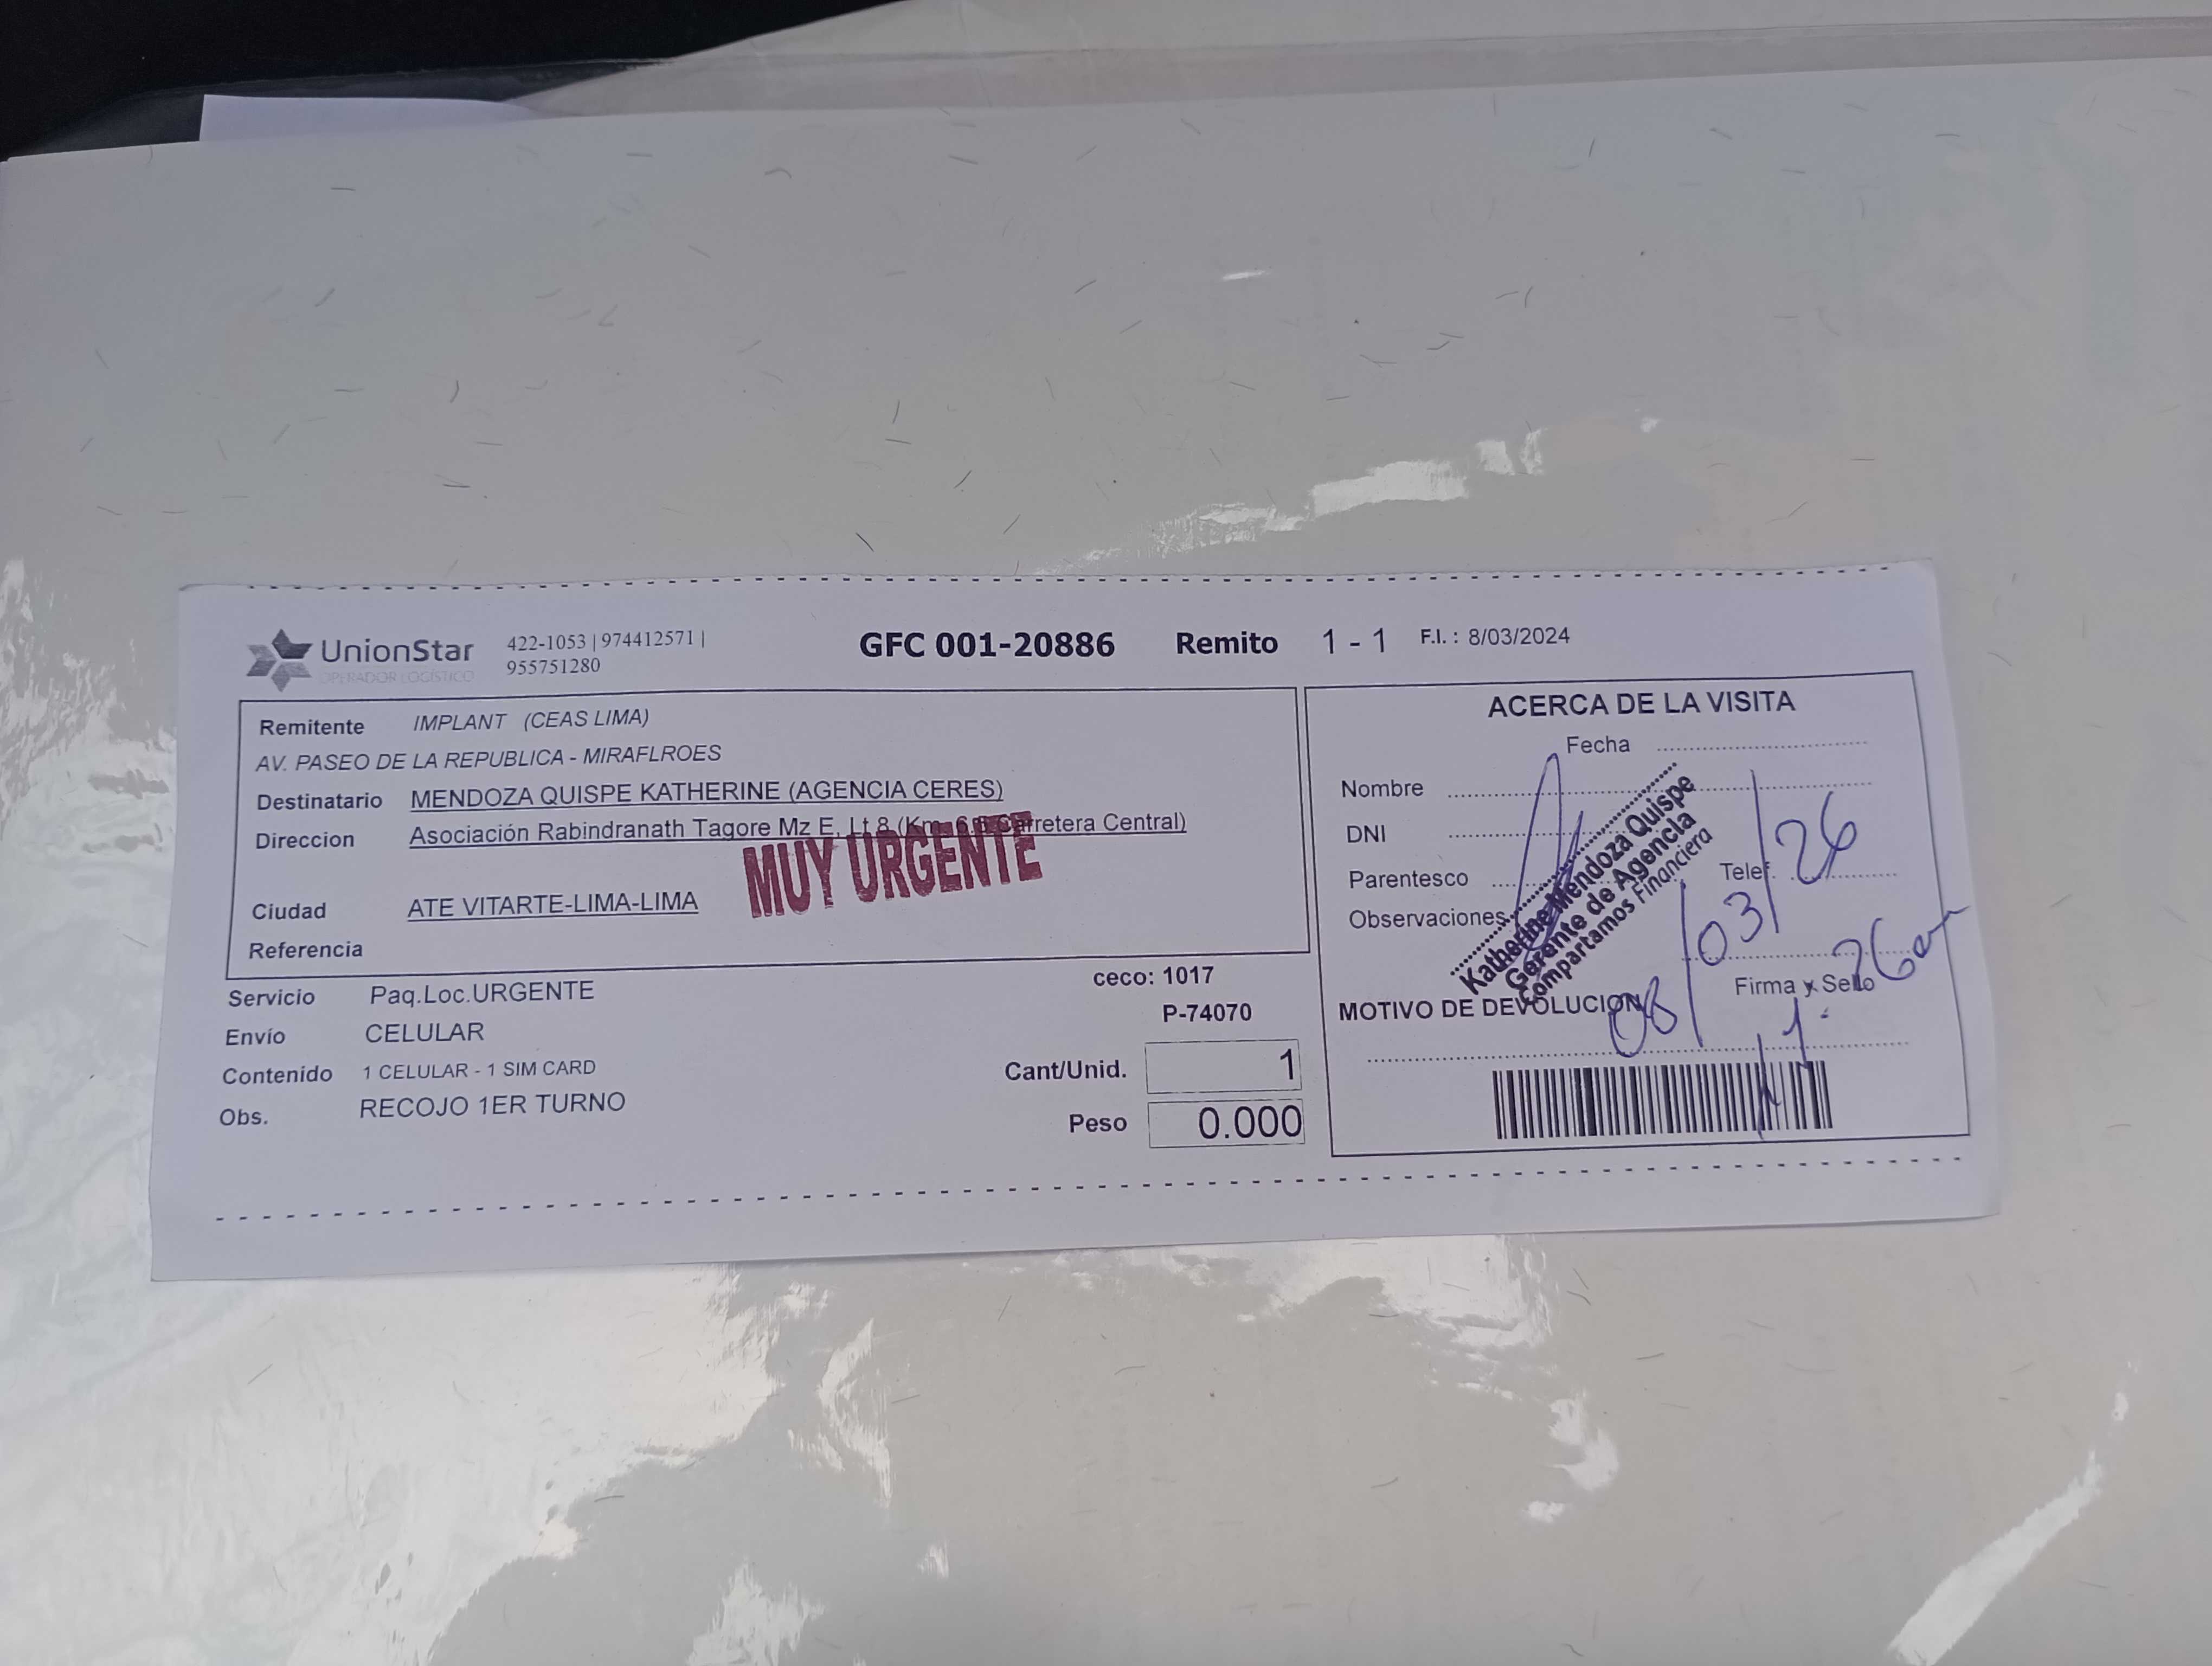 UnionStar
OPERADOR LOGISTICO
422-1053 | 974412571 |
955751280
GFC 001-20886 Remito 1 - 1 F.I. : 8/03/2024
Remitente IMPLANT (CEAS LIMA)
AV. PASEO DE LA REPUBLICA - MIRAFLROES
Destinatario MENDOZA QUISPE KATHERINE (AGENCIA CERES)
Direccion Asociación Rabindranath Tagore Mz E, Lt 8 (Km. Carretera Central)
MUY URGENTE
Ciudad ATE VITARTE-LIMA-LIMA
Referencia
Servicio Paq.Loc.URGENTE
Envío CELULAR
Contenido 1 CELULAR - 1 SIM CARD
Obs. RECOJO 1ER TURNO
ceco: 1017
P-74070
Cant/Unid. 1
Peso 0.000
ACERCA DE LA VISITA
Fecha
Nombre
DNI
Parentesco Telef.
Observaciones
Katherine Mendoza Quispe
Gerente de Agencia
Compartamos Financiera
08/03/26
Firma y Sello
MOTIVO DE DEVOLUCION